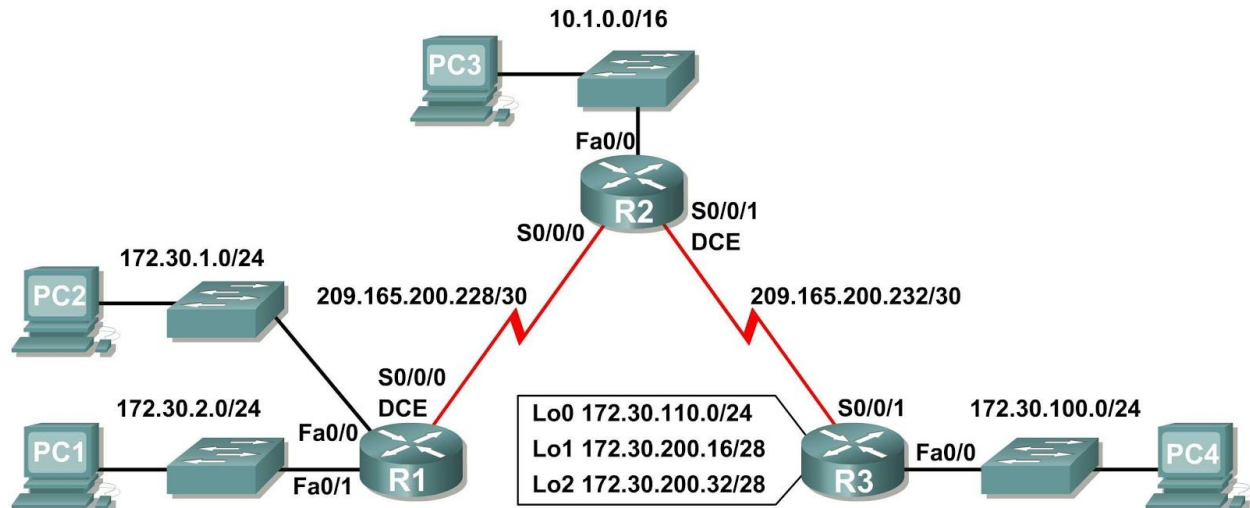 10.1.0.0/16
PC3
Fa0/0
R2
S0/0/0
S0/0/1
DCE
172.30.1.0/24
PC2
209.165.200.228/30
209.165.200.232/30
S0/0/0
DCE
172.30.2.0/24
PC1
Fa0/0
Fa0/1
R1
Lo0 172.30.110.0/24
Lo1 172.30.200.16/28
Lo2 172.30.200.32/28
S0/0/1
R3
Fa0/0
172.30.100.0/24
PC4